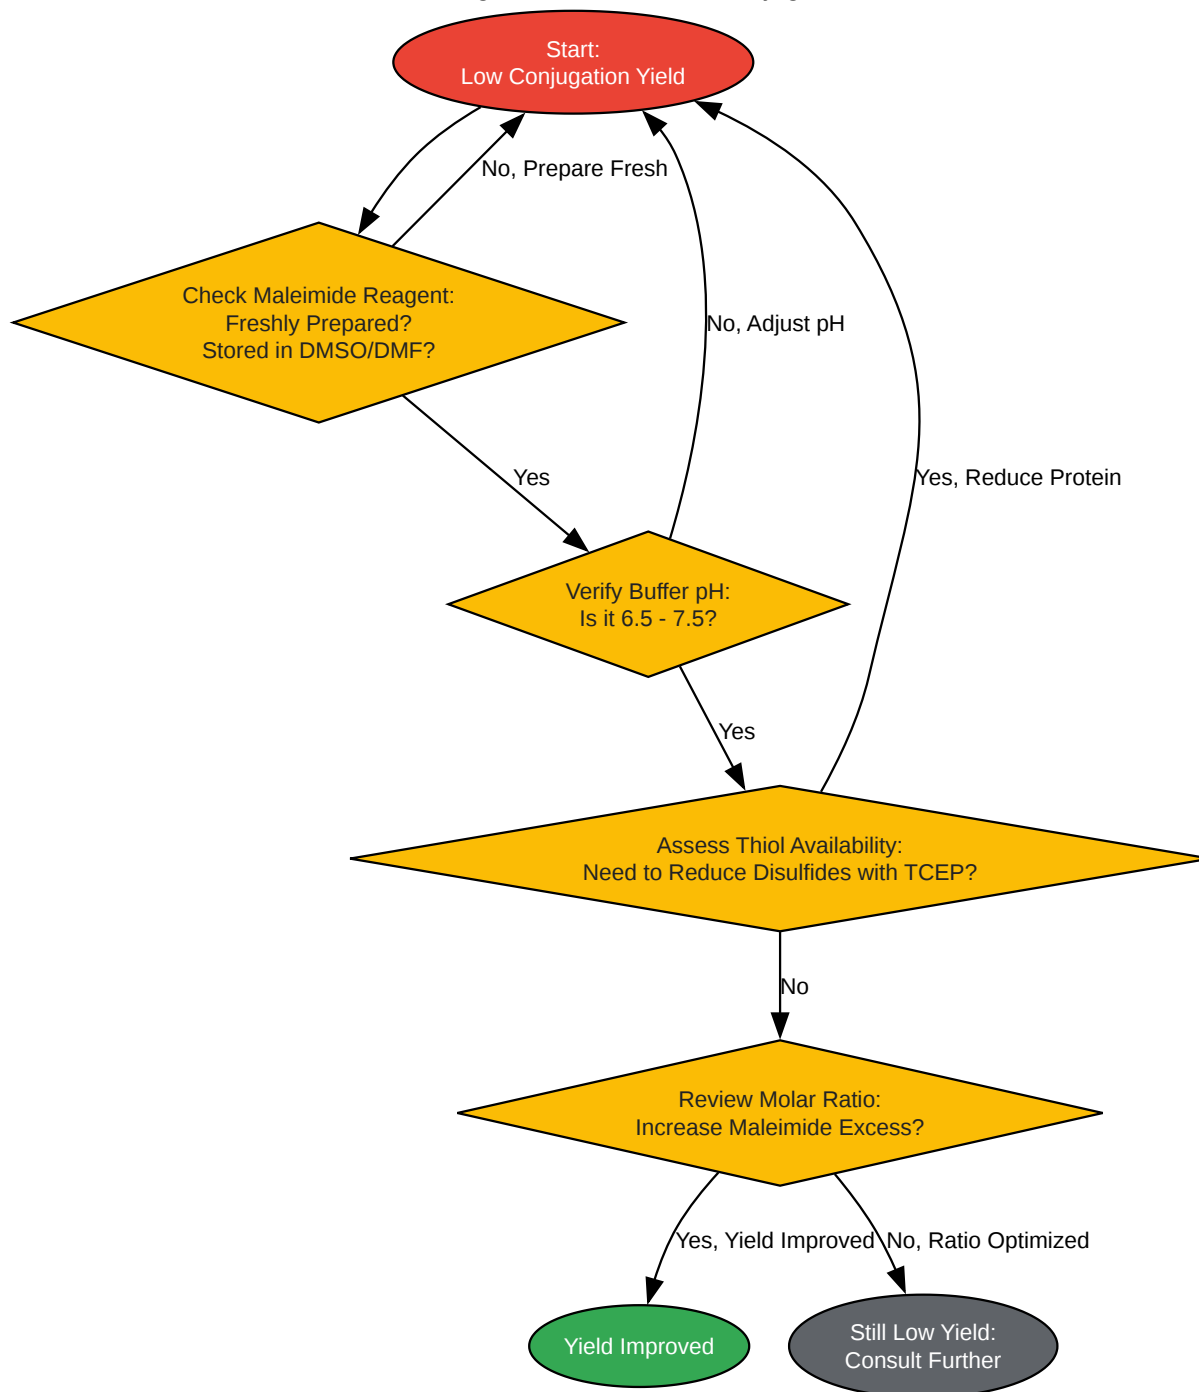 Start:
Low Conjugation Yield
No, Prepare Fresh
Check Maleimide Reagent:
Freshly Prepared?
Stored in DMSO/DMF?
No, Adjust pH
Yes
Yes, Reduce Protein
Verify Buffer pH:
Is it 6.5 - 7.5?
Yes
Assess Thiol Availability:
Need to Reduce Disulfides with TCEP?
No
Review Molar Ratio:
Increase Maleimide Excess?
Yes, Yield Improved
No, Ratio Optimized
Yield Improved
Still Low Yield:
Consult Further